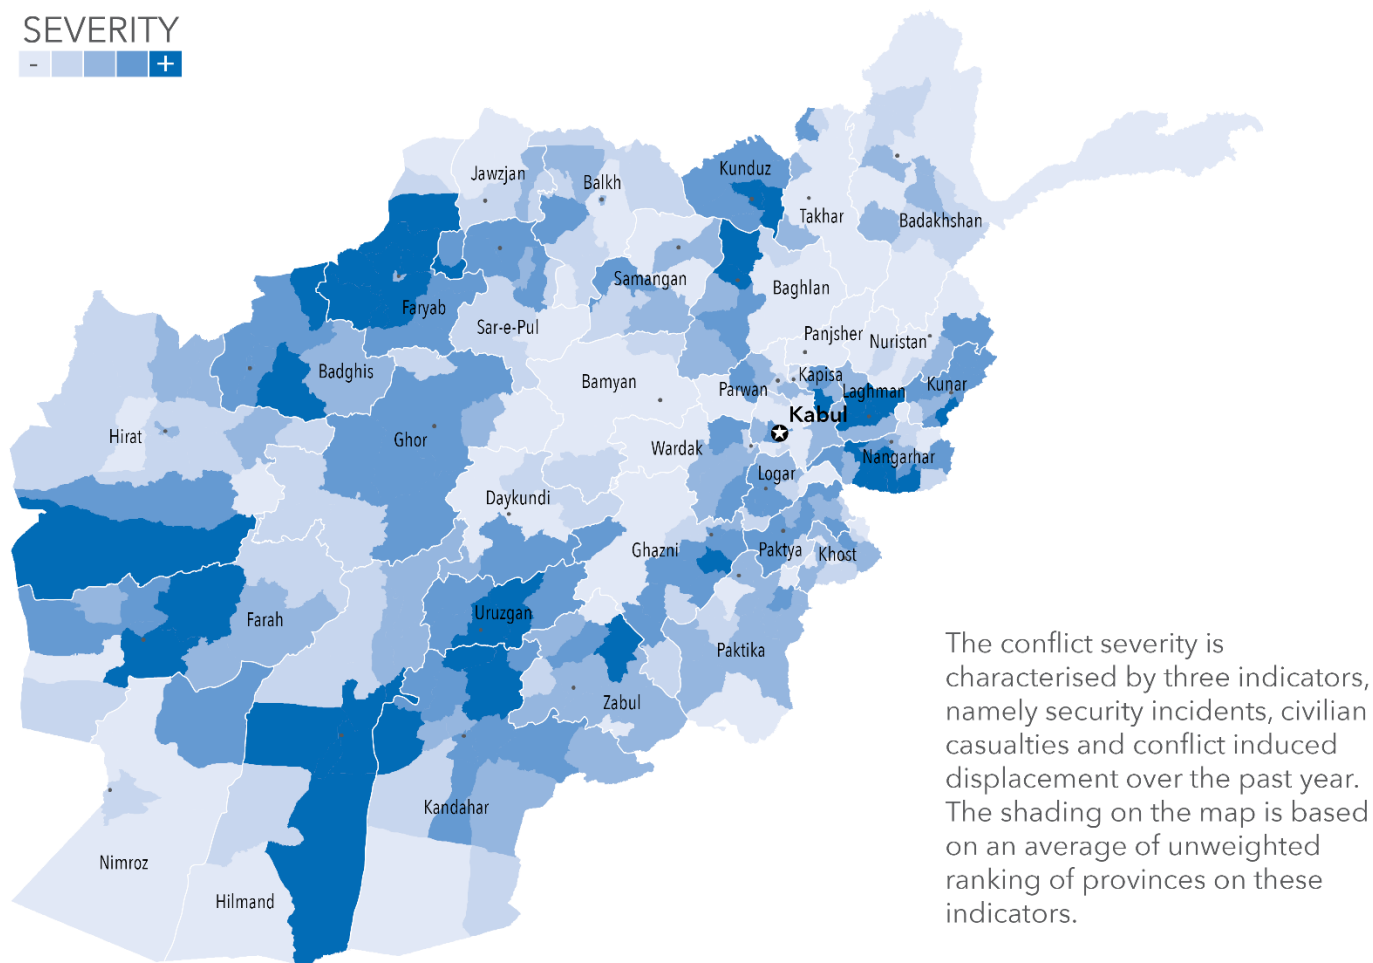 SEVERITY
- +
Jawzjan
Balkh
Kunduz
Takhar
Badakhshan
Faryab
Samangan
Baghlan
Sar-e-Pul
Panjsher
Nuristan
Badghis
Bamyan
Parwan
Kapisa
Laghman
Kunar
Kabul
Hirat
Ghor
Wardak
Nangarhar
Logar
Daykundi
Ghazni
Paktya
Khost
Uruzgan
Farah
Paktika
Zabul
Kandahar
Nimroz
Hilmand
The conflict severity is
characterised by three indicators,
namely security incidents, civilian
casualties and conflict induced
displacement over the past year.
The shading on the map is based
on an average of unweighted
ranking of provinces on these
indicators.